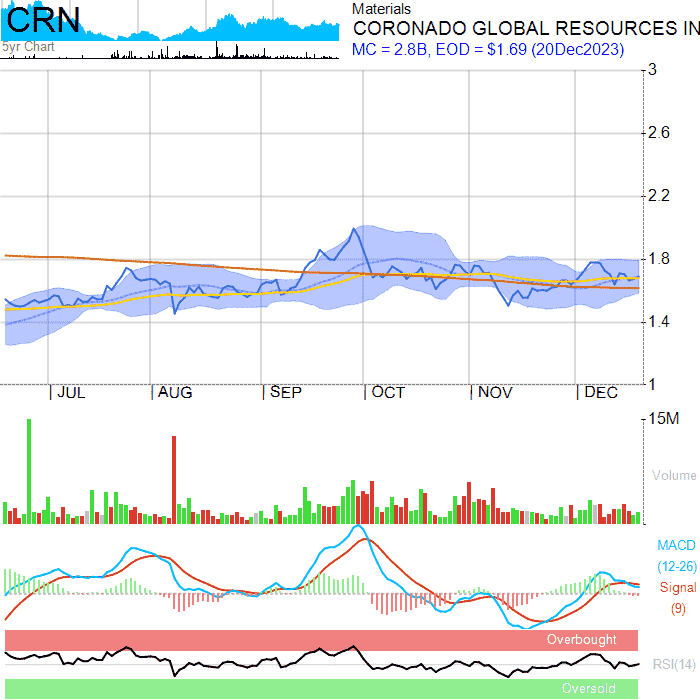 CRN
5yr Chart
Materials
CORONADO GLOBAL RESOURCES IN
MC = 2.8B, EOD = $1.69 (20Dec2023)
3
2.6
2.2
1.8
1.4
1
JUL AUG SEP OCT NOV DEC
15M
Volume
MACD
(12-26)
Signal
(9)
Overbought
RSI(14)
Oversold